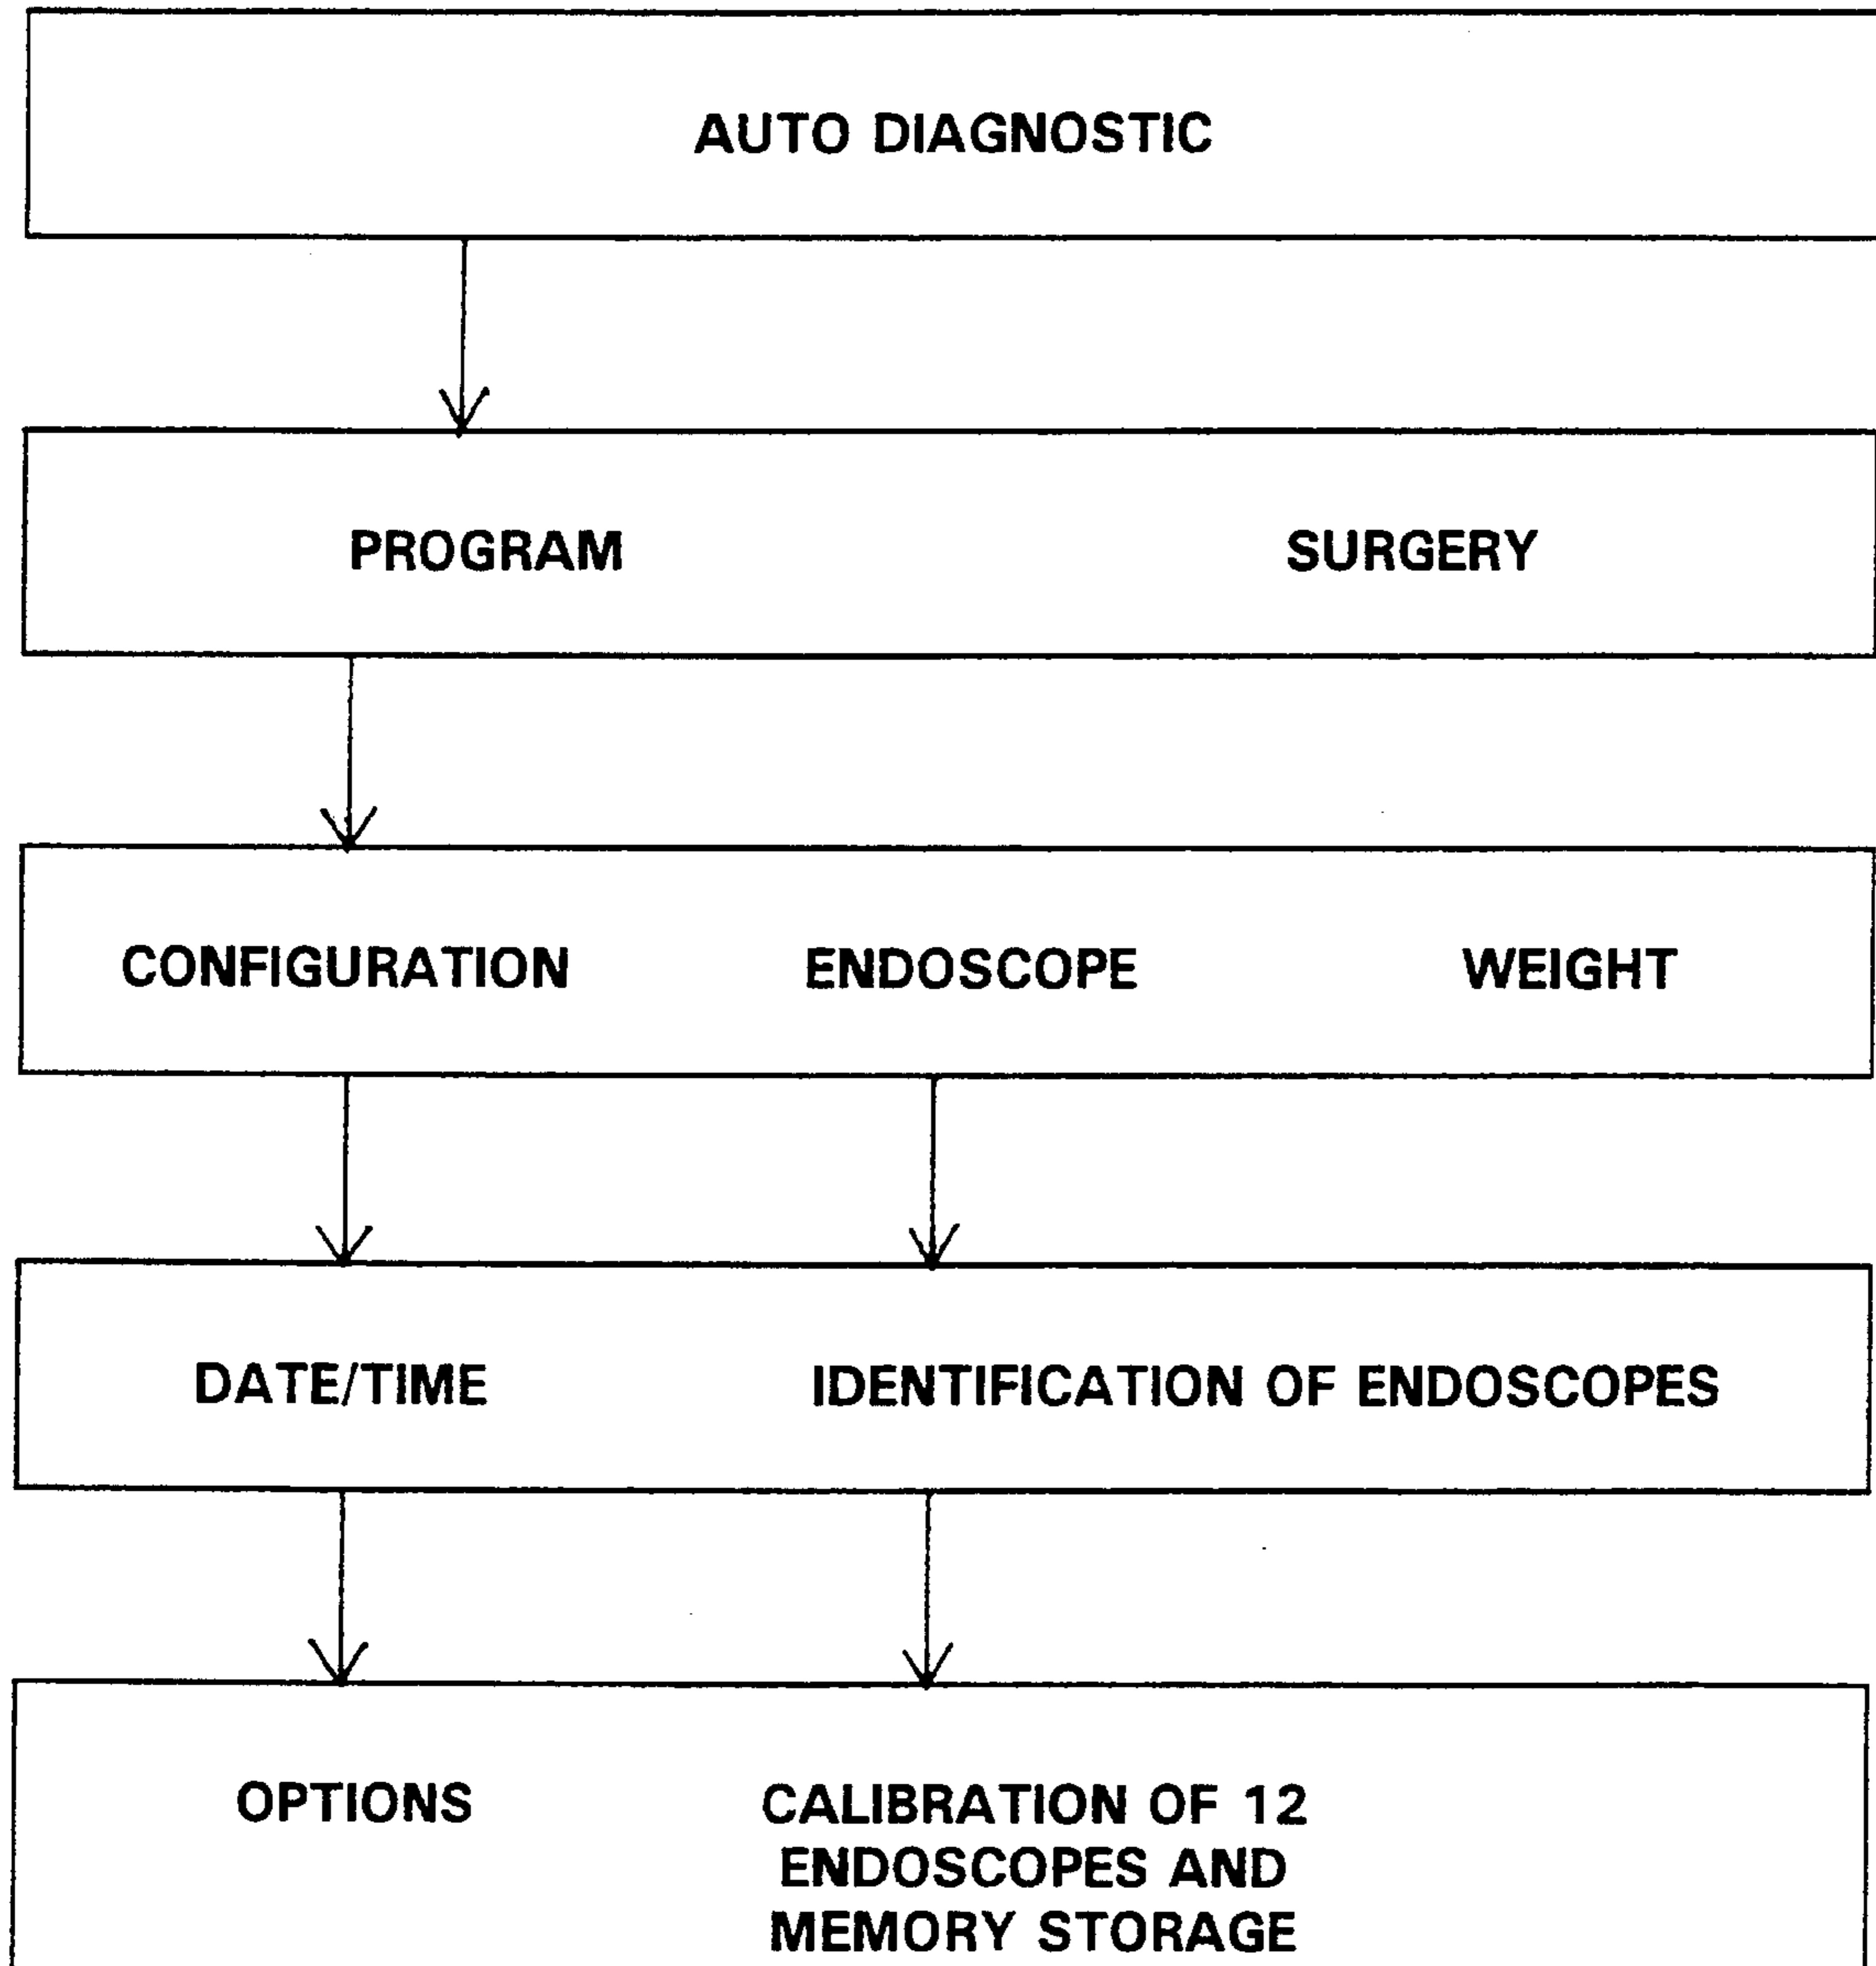 AUTO DIAGNOSTIC
PROGRAM SURGERY
CONFIGURATION ENDOSCOPE WEIGHT
DATE/TIME IDENTIFICATION OF ENDOSCOPES
OPTIONS CALIBRATION OF 12
ENDOSCOPES AND
MEMORY STORAGE